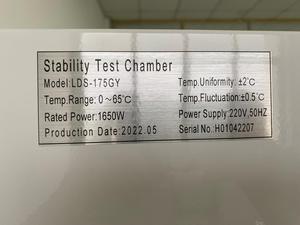 Stability Test Chamber
Model:LDS-175GY Temp.Uniformity: ±2℃
Temp.Range: 0～65℃ Temp.Fluctuation:±0.5℃
Rated Power:1650W Power Supply:220V,50HZ
Production Date:2022.05 Serial No.:H01042207